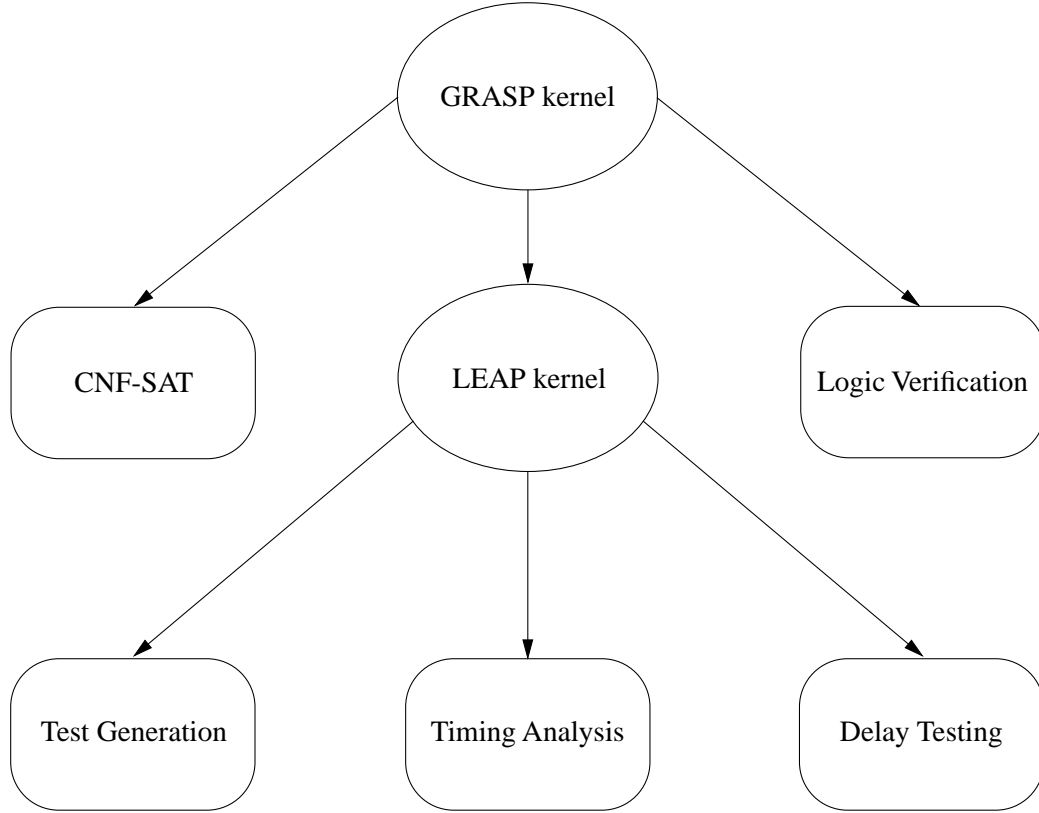 GRASP kernel
CNF-SAT
LEAP kernel
Logic Verification
Test Generation
Timing Analysis
Delay Testing